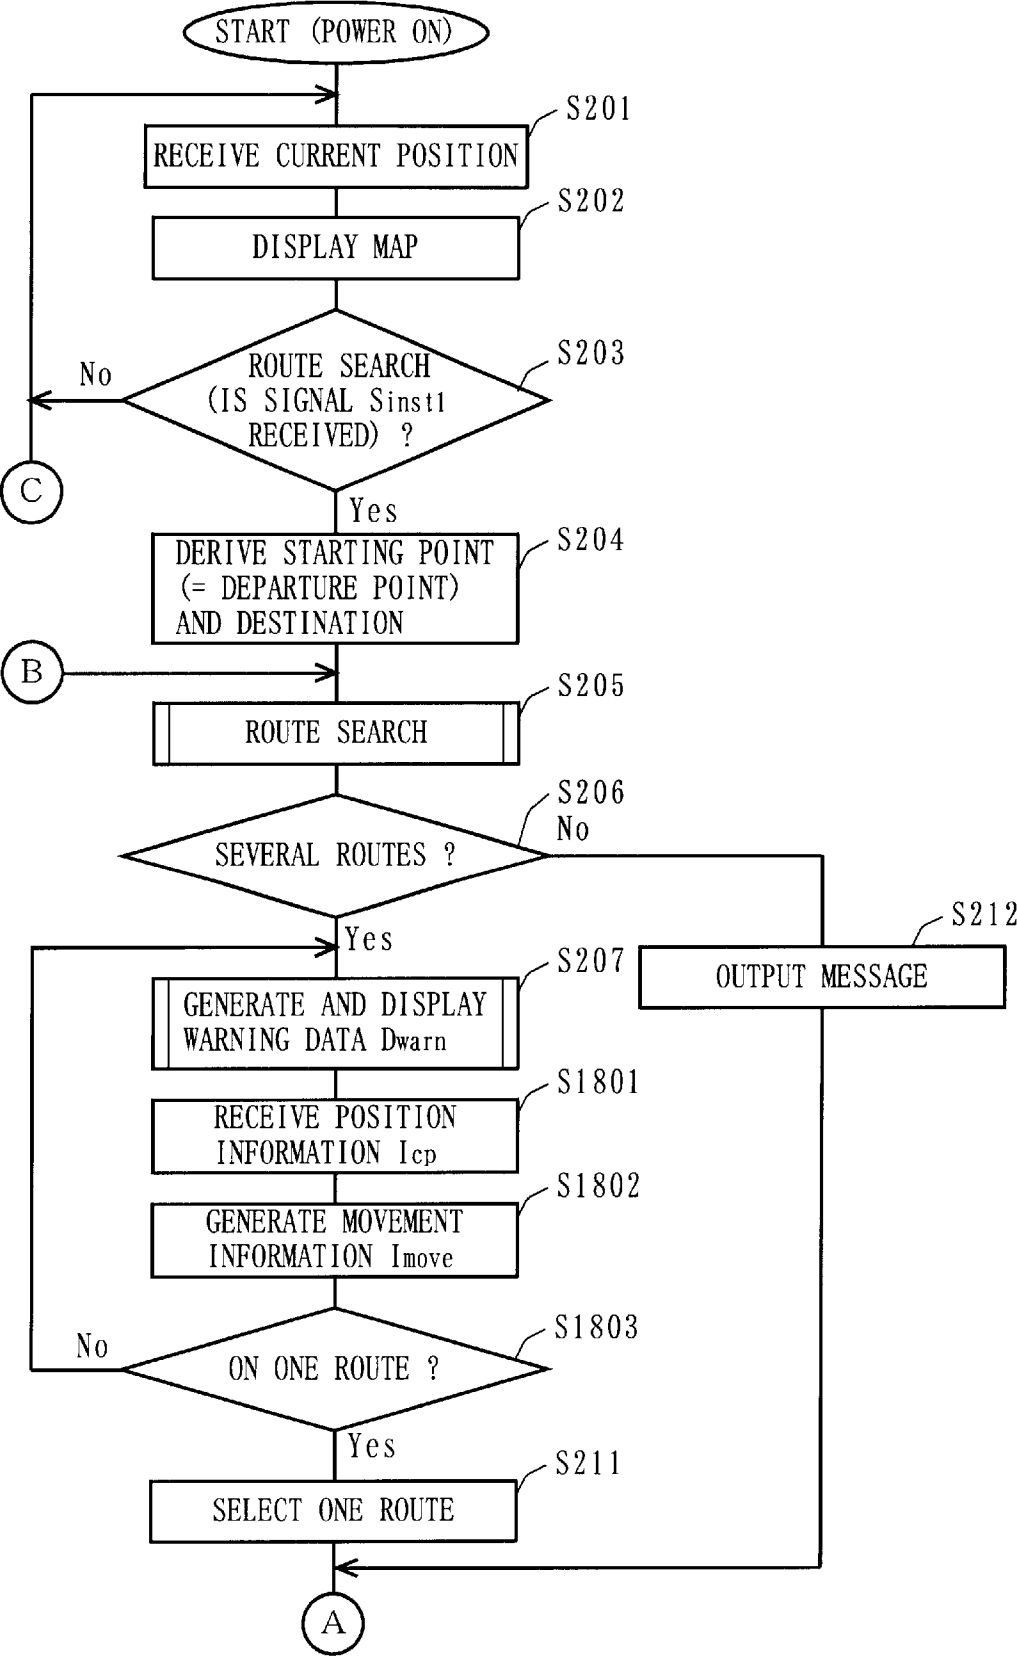 START (POWER ON)
S201
RECEIVE CURRENT POSITION
S202
DISPLAY MAP
S203
No
ROUTE SEARCH
(IS SIGNAL Sinst1
RECEIVED) ?
C
Yes
S204
DERIVE STARTING POINT
(= DEPARTURE POINT)
AND DESTINATION
B
S205
ROUTE SEARCH
S206
No
SEVERAL ROUTES ?
Yes
S212
OUTPUT MESSAGE
S207
GENERATE AND DISPLAY
WARNING DATA Dwarn
S1801
RECEIVE POSITION
INFORMATION Icp
S1802
GENERATE MOVEMENT
INFORMATION Imove
S1803
No
ON ONE ROUTE ?
Yes
S211
SELECT ONE ROUTE
A